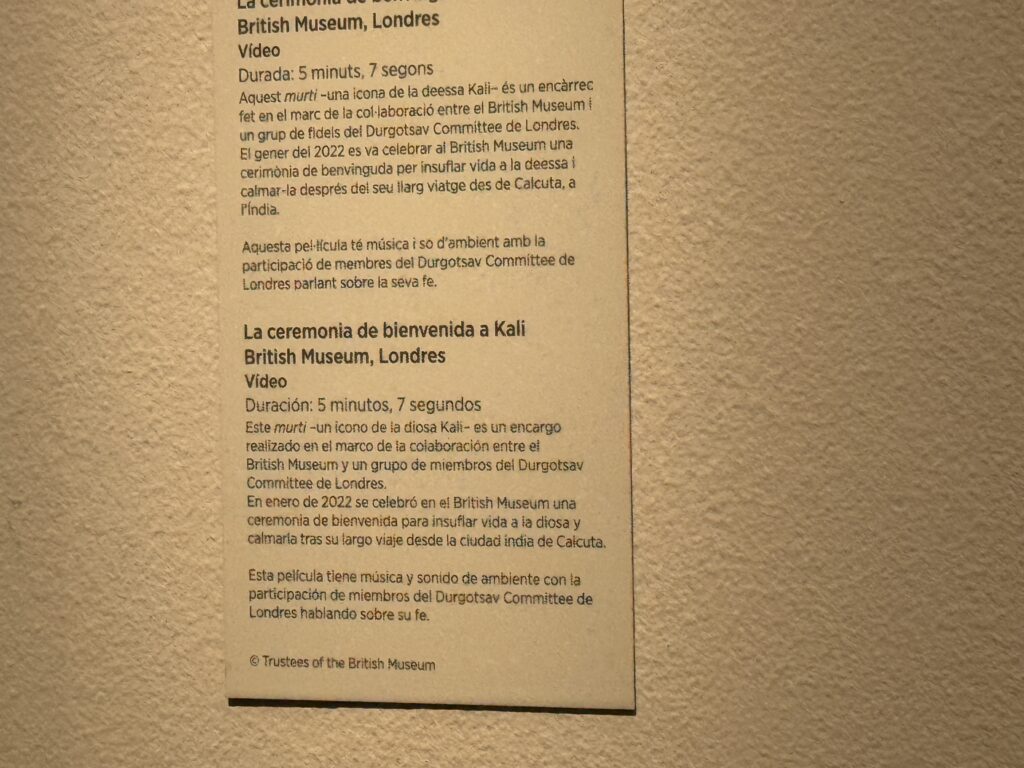 La cerimònia de
British Museum, Londres
Vídeo
Durada: 5 minuts, 7 segons
Aquest murti –una icona de la deessa Kali– és un encàrrec
fet en el marc de la col·laboració entre el British Museum i
un grup de fidels del Durgotsav Committee de Londres.
El gener del 2022 es va celebrar al British Museum una
cerimònia de benvinguda per insuflar vida a la deessa i
calmar-la després del seu llarg viatge des de Calcuta, a
l'Índia.
Aquesta pel·lícula té música i so d'ambient amb la
participació de membres del Durgotsav Committee de
Londres parlant sobre la seva fe.
La ceremonia de bienvenida a Kali
British Museum, Londres
Vídeo
Duración: 5 minutos, 7 segundos
Este murti –un icono de la diosa Kali– es un encargo
realizado en el marco de la colaboración entre el
British Museum y un grupo de miembros del Durgotsav
Committee de Londres.
En enero de 2022 se celebró en el British Museum una
ceremonia de bienvenida para insuflar vida a la diosa y
calmarla tras su largo viaje desde la ciudad india de Calcuta.
Esta película tiene música y sonido de ambiente con la
participación de miembros del Durgotsav Committee de
Londres hablando sobre su fe.
© Trustees of the British Museum